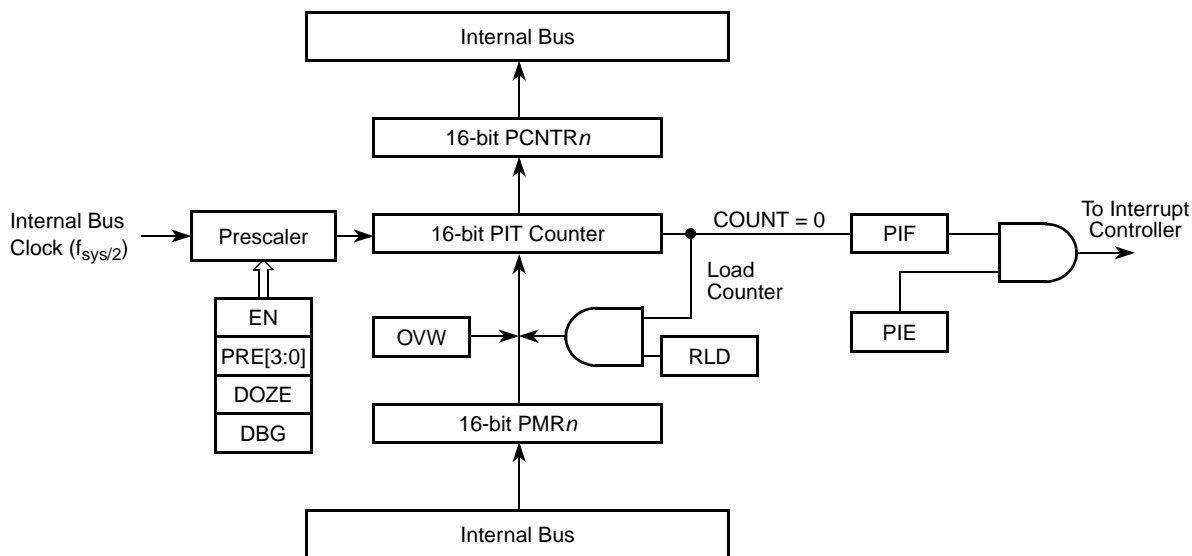 Internal Bus
16-bit PCNTRn
Internal Bus
Clock (fsys/2)
Prescaler
16-bit PIT Counter
COUNT = 0
PIF
To Interrupt
Controller
Load
Counter
EN
PRE[3:0]
DOZE
DBG
OVW
RLD
PIE
16-bit PMRn
Internal Bus